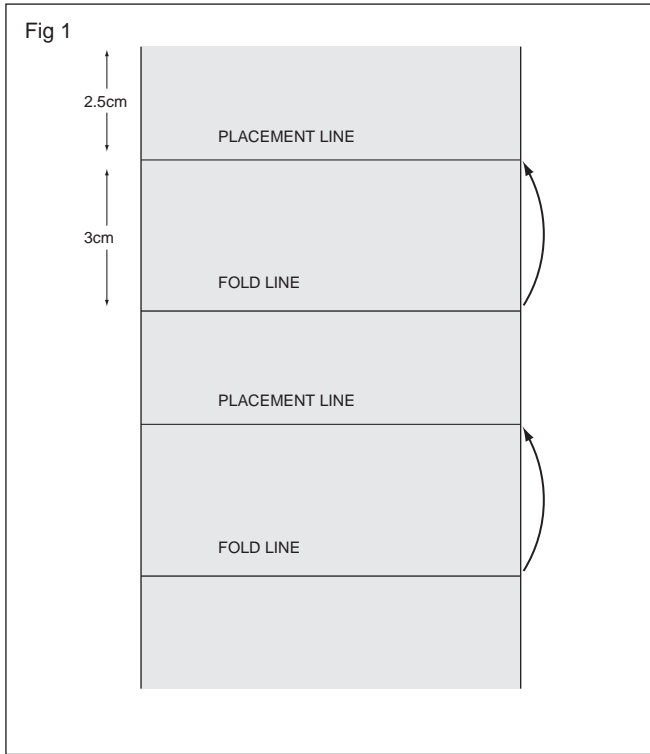 Fig 1
2.5cm
PLACEMENT LINE
3cm
FOLD LINE
PLACEMENT LINE
FOLD LINE